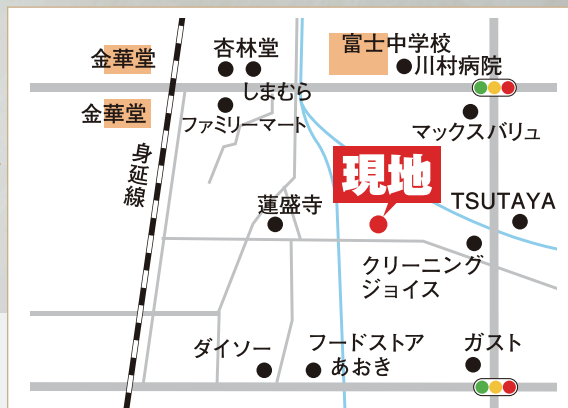 金華堂
杏林堂
富士中学校
川村病院
しまむら
金華堂
ファミリーマート
マックスバリュ
身延線
現地
蓮盛寺
TSUTAYA
クリーニング
ジョイス
ダイソー
フードストア
あおき
ガスト